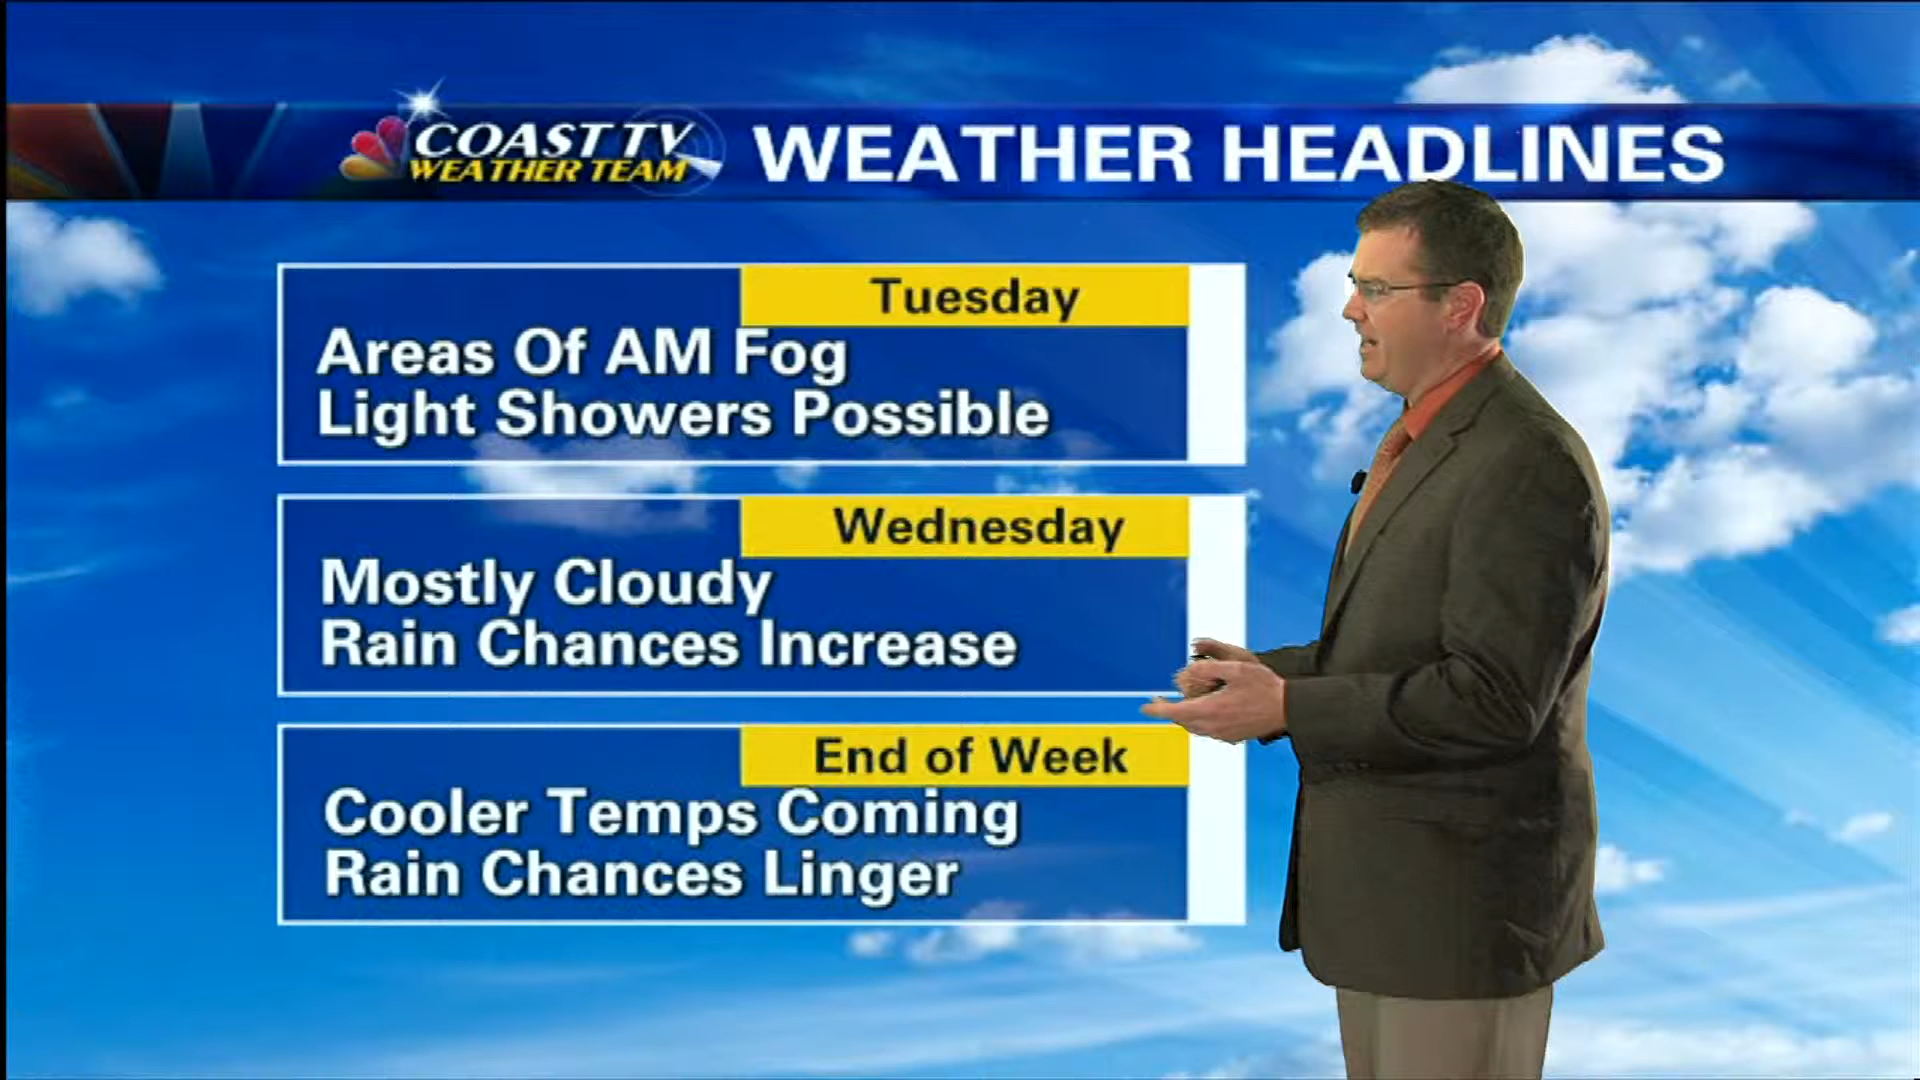 COAST TV
WEATHER TEAM
WEATHER HEADLINES
Tuesday
Areas Of AM Fog
Light Showers Possible
Wednesday
Mostly Cloudy
Rain Chances Increase
End of Week
Cooler Temps Coming
Rain Chances Linger